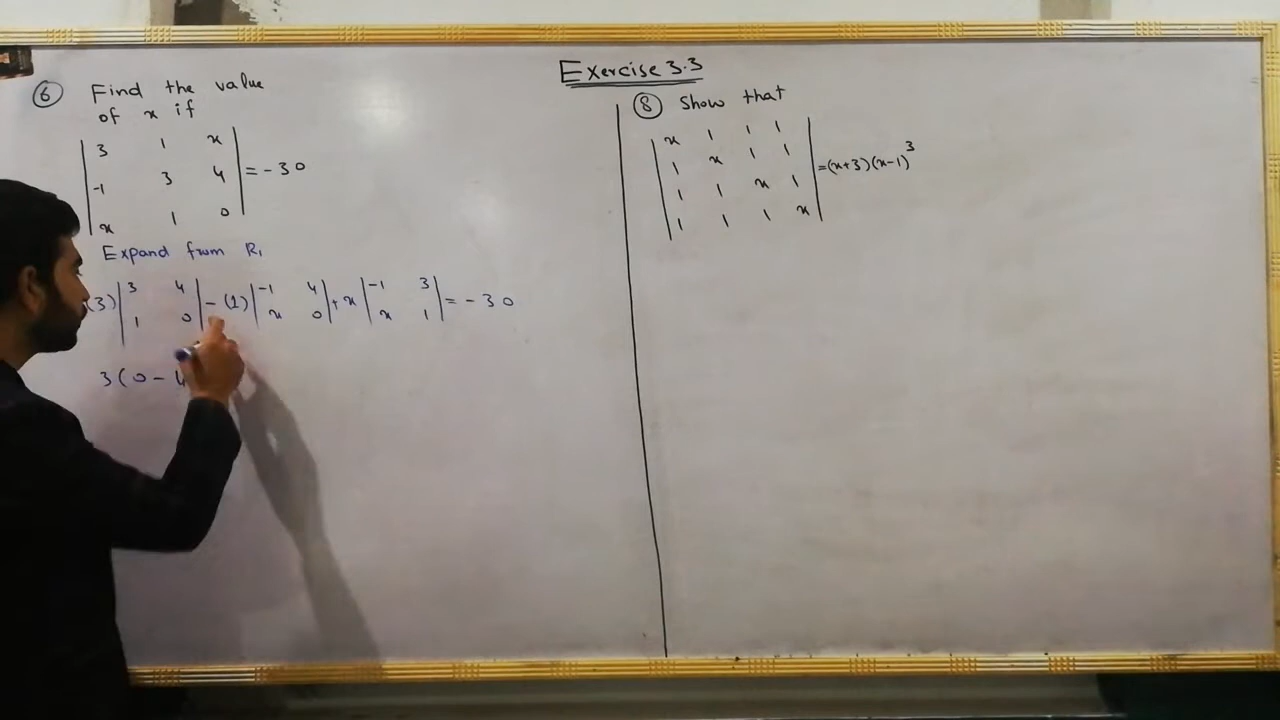 Exercise 3.3
⑥ Find the value
of x if
| 3 1 x |
| -1 3 4 | = -30
| x 1 0 |
Expand from R₁
(3) | 3 4 | - (1) | -1 4 | + x | -1 3 | = -30
| 1 0 | | x 0 | | x 1 |
3(0-4
⑧ Show that
| x 1 1 1 |
| 1 x 1 1 | =(x+3)(x-1)³
| 1 1 x 1 |
| 1 1 1 x |